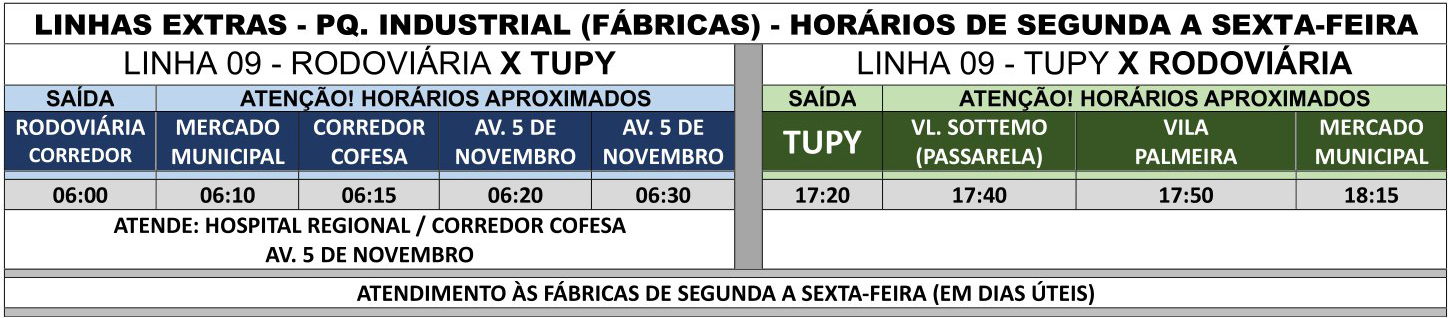 LINHAS EXTRAS - PQ. INDUSTRIAL (FÁBRICAS) - HORÁRIOS DE SEGUNDA A SEXTA-FEIRA
LINHA 09 - RODOVIÁRIA X TUPY
SAÍDA ATENÇÃO! HORÁRIOS APROXIMADOS
RODOVIÁRIA MERCADO CORREDOR AV. 5 DE AV. 5 DE
CORREDOR MUNICIPAL COFESA NOVEMBRO NOVEMBRO
06:00 06:10 06:15 06:20 06:30
ATENDE: HOSPITAL REGIONAL / CORREDOR COFESA
AV. 5 DE NOVEMBRO
LINHA 09 - TUPY X RODOVIÁRIA
SAÍDA ATENÇÃO! HORÁRIOS APROXIMADOS
TUPY VL. SOTTEMO VILA MERCADO
(PASSARELA) PALMEIRA MUNICIPAL
17:20 17:40 17:50 18:15
ATENDIMENTO ÀS FÁBRICAS DE SEGUNDA A SEXTA-FEIRA (EM DIAS ÚTEIS)